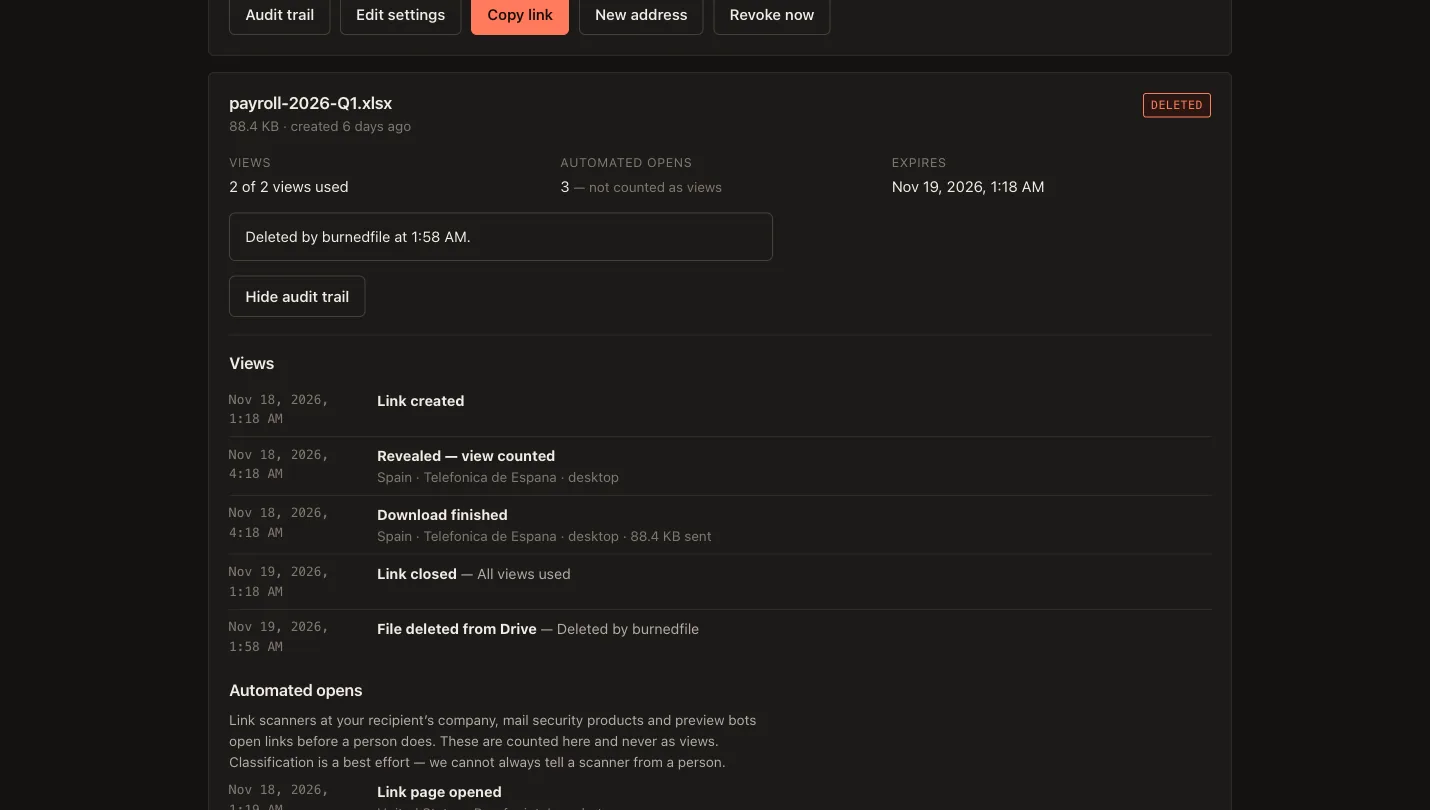 Audit trail Edit settings Copy link New address Revoke now
payroll-2026-Q1.xlsx
DELETED
88.4 KB · created 6 days ago
VIEWS AUTOMATED OPENS EXPIRES
2 of 2 views used 3 — not counted as views Nov 19, 2026, 1:18 AM
Deleted by burnedfile at 1:58 AM.
Hide audit trail
Views
Nov 18, 2026, Link created
1:18 AM
Nov 18, 2026, Revealed — view counted
4:18 AM Spain · Telefonica de Espana · desktop
Nov 18, 2026, Download finished
4:18 AM Spain · Telefonica de Espana · desktop · 88.4 KB sent
Nov 19, 2026, Link closed — All views used
1:18 AM
Nov 19, 2026, File deleted from Drive — Deleted by burnedfile
1:58 AM
Automated opens
Link scanners at your recipient’s company, mail security products and preview bots
open links before a person does. These are counted here and never as views.
Classification is a best effort — we cannot always tell a scanner from a person.
Nov 18, 2026, Link page opened
1:19 AM